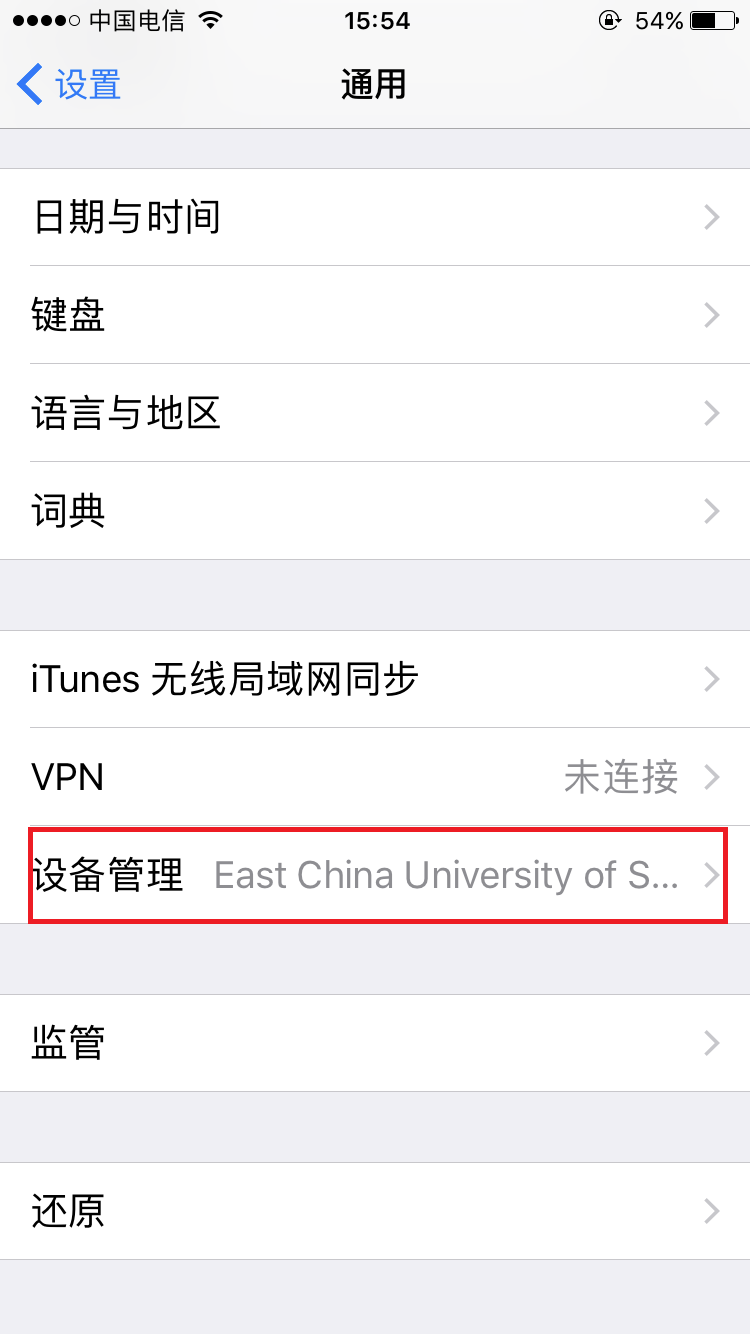 中国电信 15:54 54%
设置 通用
日期与时间
键盘
语言与地区
词典
iTunes 无线局域网同步
VPN 未连接
设备管理 East China University of S...
监管
还原